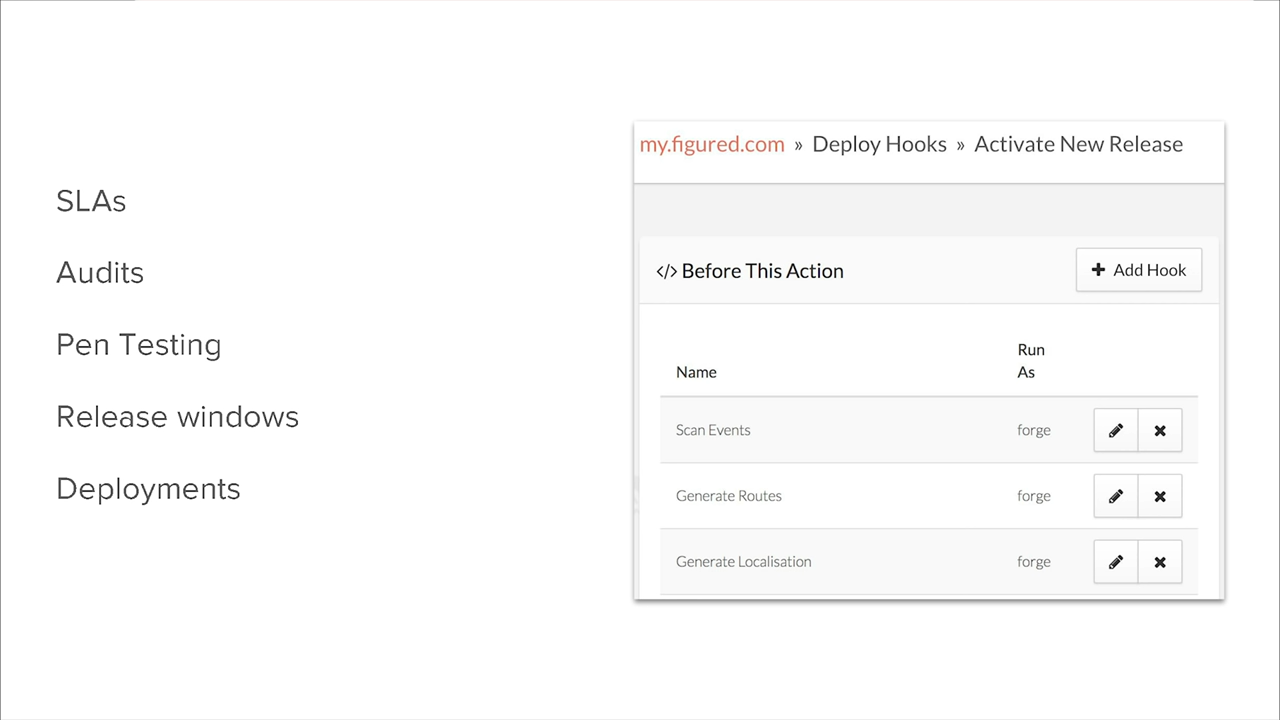 SLAs
Audits
Pen Testing
Release windows
Deployments
my.figured.com » Deploy Hooks » Activate New Release
</> Before This Action
+ Add Hook
Name
Run
As
Scan Events forge
Generate Routes forge
Generate Localisation forge